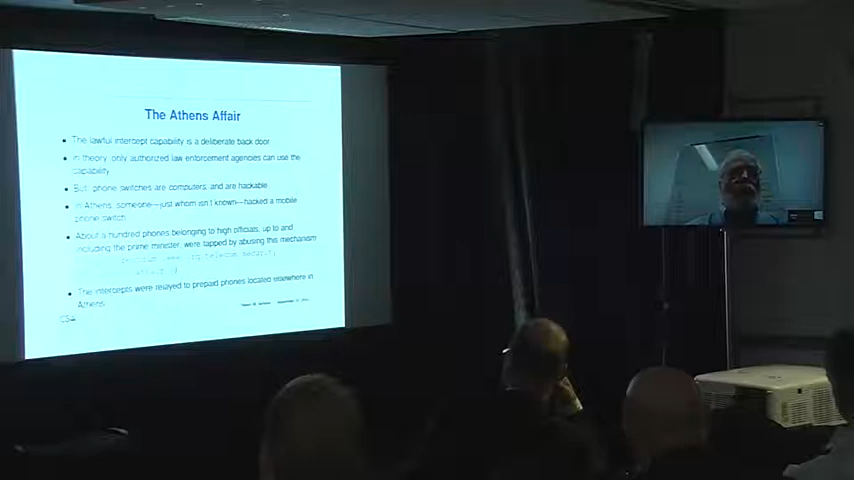 The Athens Affair
• The lawful intercept capability is a deliberate back door
• In theory, only authorized law enforcement agencies can use the
capability
• But: phone switches are computers, and are hackable
• In Athens, someone—just whom isn't known—hacked a mobile
phone switch
• About a hundred phones belonging to high officials, up to and
including the prime minister, were tapped by abusing this mechanism
• The intercepts were relayed to prepaid phones located elsewhere in
Athens